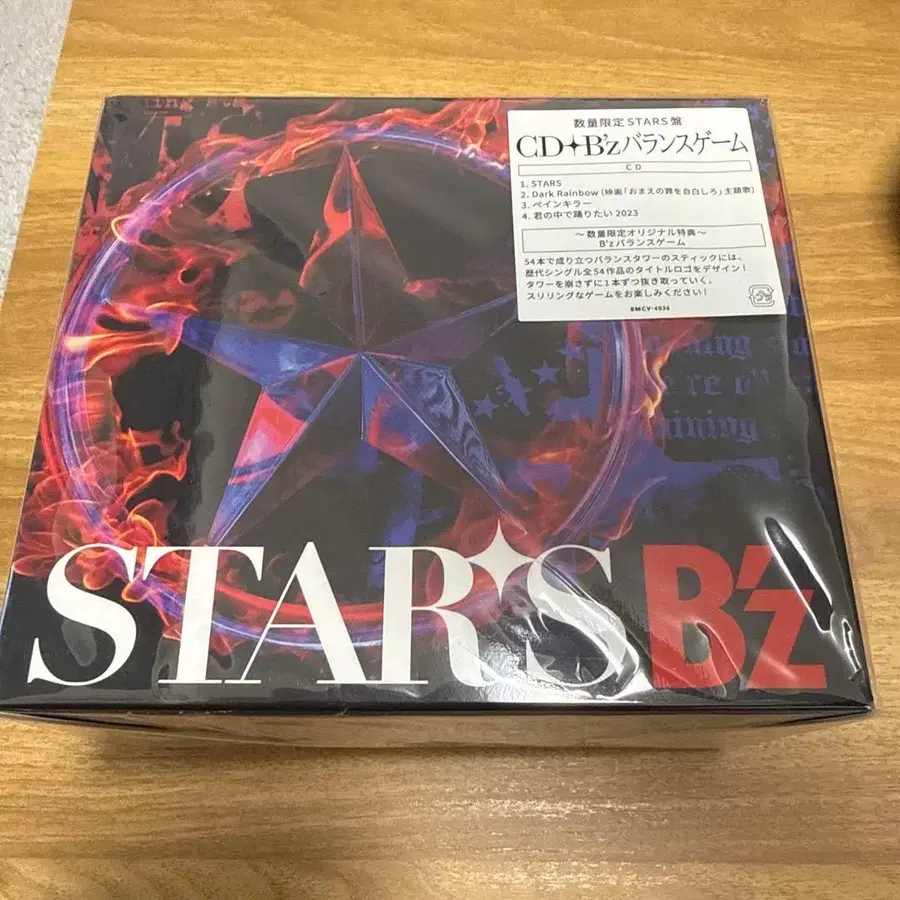 数量限定STARS盤
CD✦B'zバランスゲーム
CD
1. STARS
2. Dark Rainbow (映画「おまえの罪を自白しろ」主題歌)
3. ペインキラー
4. 君の中で踊りたい 2023
～数量限定オリジナル特典～
B'zバランスゲーム
54本で成り立つバランスタワーのスティックには、
歴代シングル全54作品のタイトルロゴをデザイン！
タワーを崩さずに1本ずつ抜き取っていく、
スリリングなゲームをお楽しみください！
BMCV-4036
STARS B'z